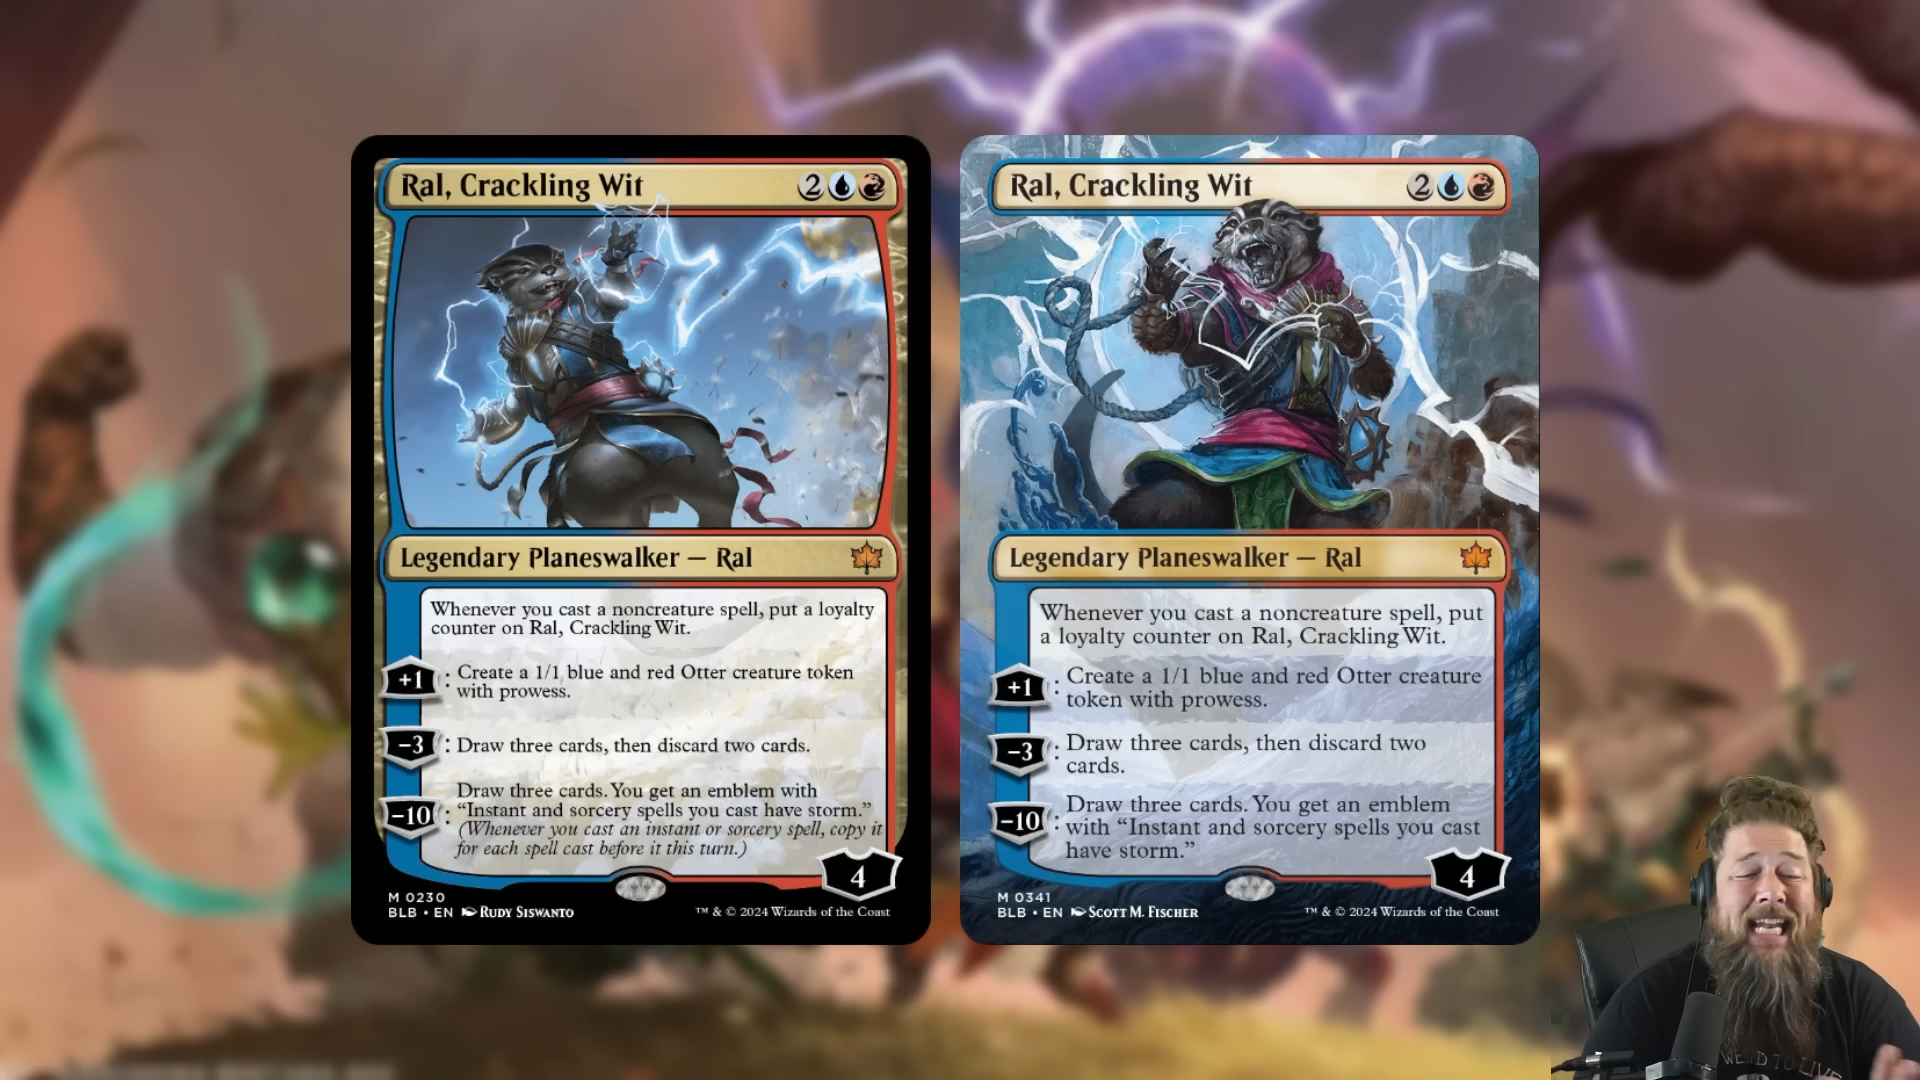 Ral, Crackling Wit
2
Legendary Planeswalker — Ral
Whenever you cast a noncreature spell, put a loyalty
counter on Ral, Crackling Wit.
+1: Create a 1/1 blue and red Otter creature token
with prowess.
−3: Draw three cards, then discard two cards.
Draw three cards. You get an emblem with
−10: “Instant and sorcery spells you cast have storm.”
(Whenever you cast an instant or sorcery spell, copy it
for each spell cast before it this turn.)
4
M 0230
BLB • EN Rudy Siswanto
™ & © 2024 Wizards of the Coast
Ral, Crackling Wit
2
Legendary Planeswalker — Ral
Whenever you cast a noncreature spell, put
a loyalty counter on Ral, Crackling Wit.
+1: Create a 1/1 blue and red Otter creature
token with prowess.
−3: Draw three cards, then discard two
cards.
Draw three cards. You get an emblem
−10: with “Instant and sorcery spells you cast
have storm.”
4
M 0341
BLB • EN Scott M. Fischer
™ & © 2024 Wizards of the Coast
TO LIVE